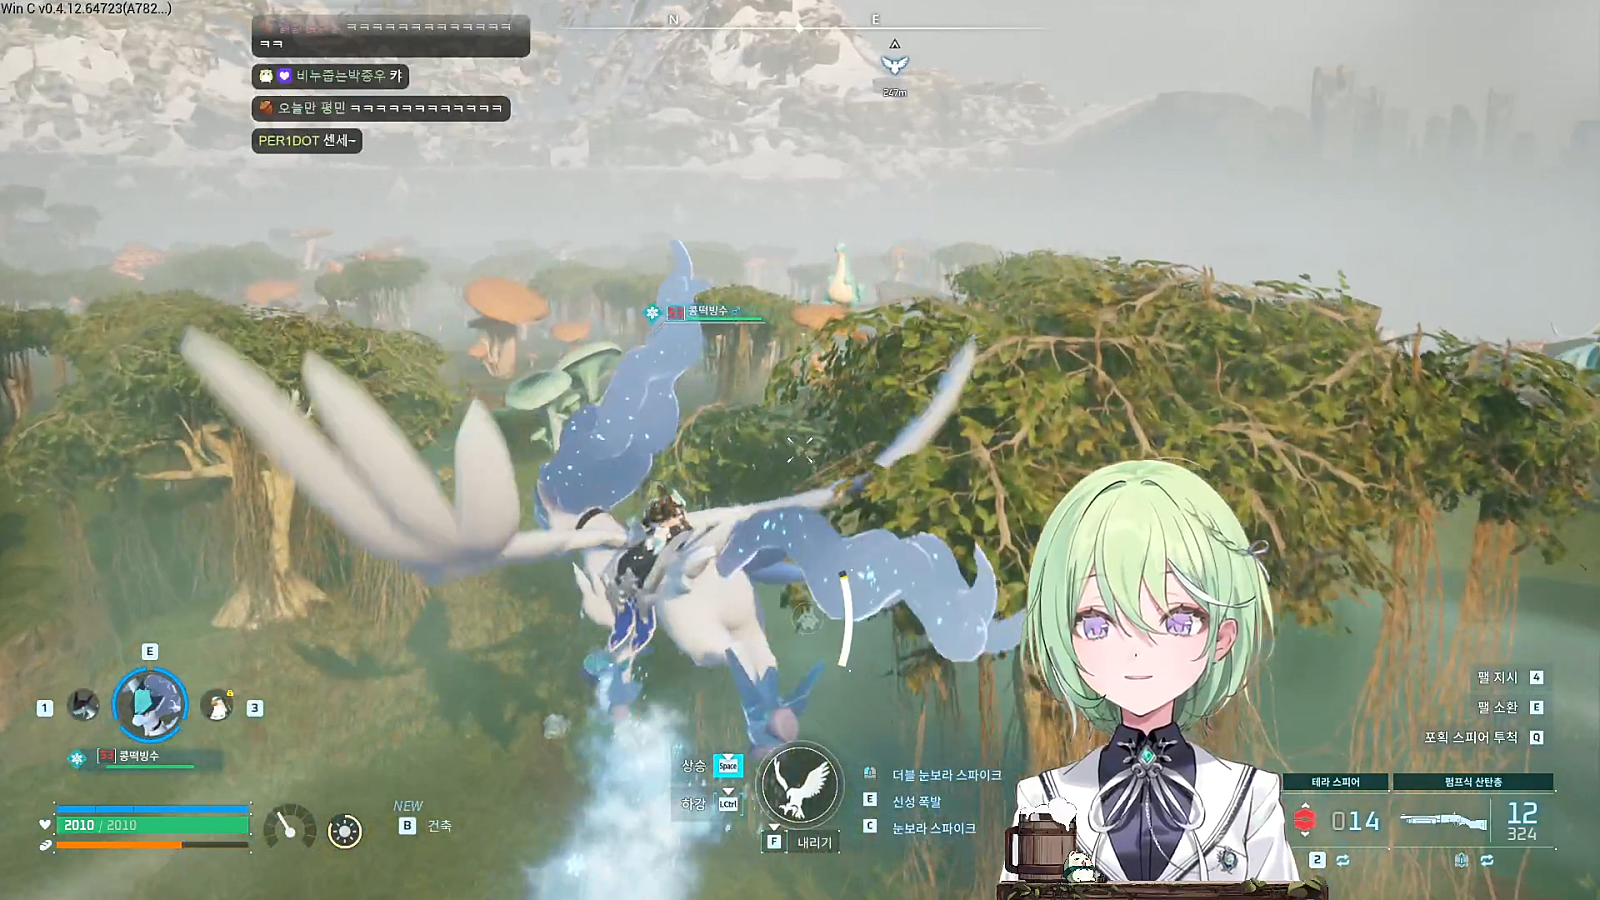 Win C v0.4.12.64723(A782...)
ㅋㅋㅋㅋㅋㅋㅋㅋㅋㅋㅋㅋㅋ
ㅋㅋ
비누줍는박종우 캬
오늘만 평민 ㅋㅋㅋㅋㅋㅋㅋㅋㅋㅋㅋㅋ
PER1DOT 센세~
N
E
247m
53 콩떡빙수
E
1
3
53 콩떡빙수
2010 / 2010
NEW
B 건축
상승 Space
하강 LCtrl
F 내리기
더블 눈보라 스파이크
E 신성 폭발
C 눈보라 스파이크
팰 지시 4
팰 소환 E
포획 스피어 투척 Q
테라 스피어
펌프식 산탄총
014
12
324
2